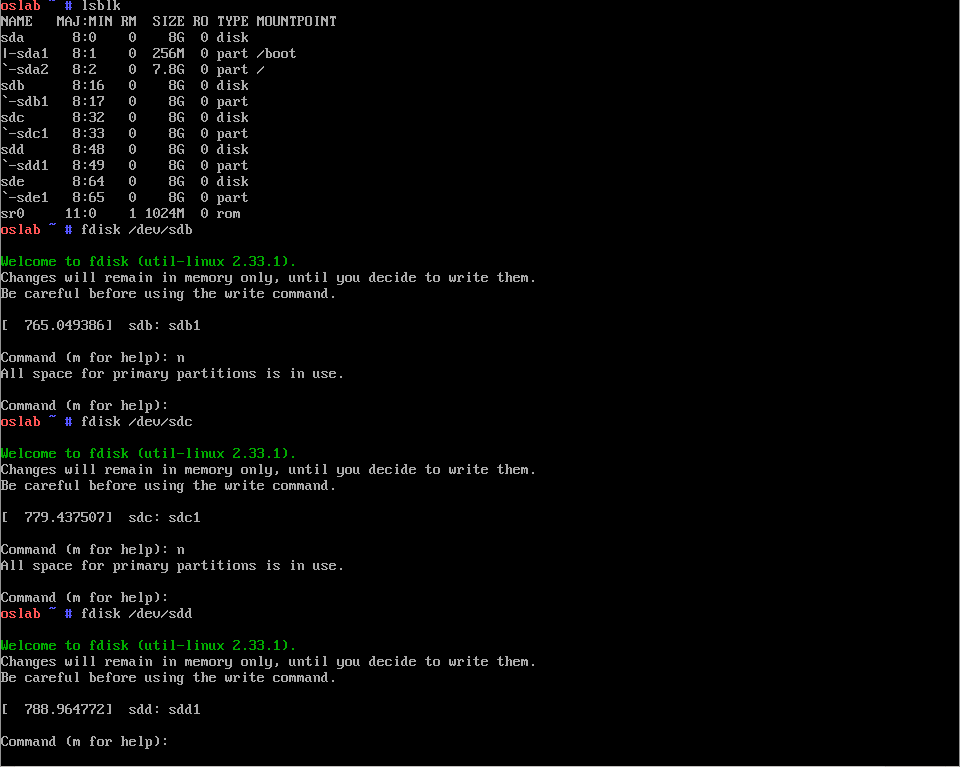 oslab ~ # lsblk
NAME   MAJ:MIN RM  SIZE RO TYPE MOUNTPOINT
sda      8:0    0    8G  0 disk
|-sda1   8:1    0  256M  0 part /boot
`-sda2   8:2    0  7.8G  0 part /
sdb      8:16   0    8G  0 disk
`-sdb1   8:17   0    8G  0 part
sdc      8:32   0    8G  0 disk
`-sdc1   8:33   0    8G  0 part
sdd      8:48   0    8G  0 disk
`-sdd1   8:49   0    8G  0 part
sde      8:64   0    8G  0 disk
`-sde1   8:65   0    8G  0 part
sr0     11:0    1 1024M  0 rom
oslab ~ # fdisk /dev/sdb
Welcome to fdisk (util-linux 2.33.1).
Changes will remain in memory only, until you decide to write them.
Be careful before using the write command.
[  765.049386]  sdb: sdb1
Command (m for help): n
All space for primary partitions is in use.
Command (m for help):
oslab ~ # fdisk /dev/sdc
Welcome to fdisk (util-linux 2.33.1).
Changes will remain in memory only, until you decide to write them.
Be careful before using the write command.
[  779.437507]  sdc: sdc1
Command (m for help): n
All space for primary partitions is in use.
Command (m for help):
oslab ~ # fdisk /dev/sdd
Welcome to fdisk (util-linux 2.33.1).
Changes will remain in memory only, until you decide to write them.
Be careful before using the write command.
[  788.964772]  sdd: sdd1
Command (m for help):